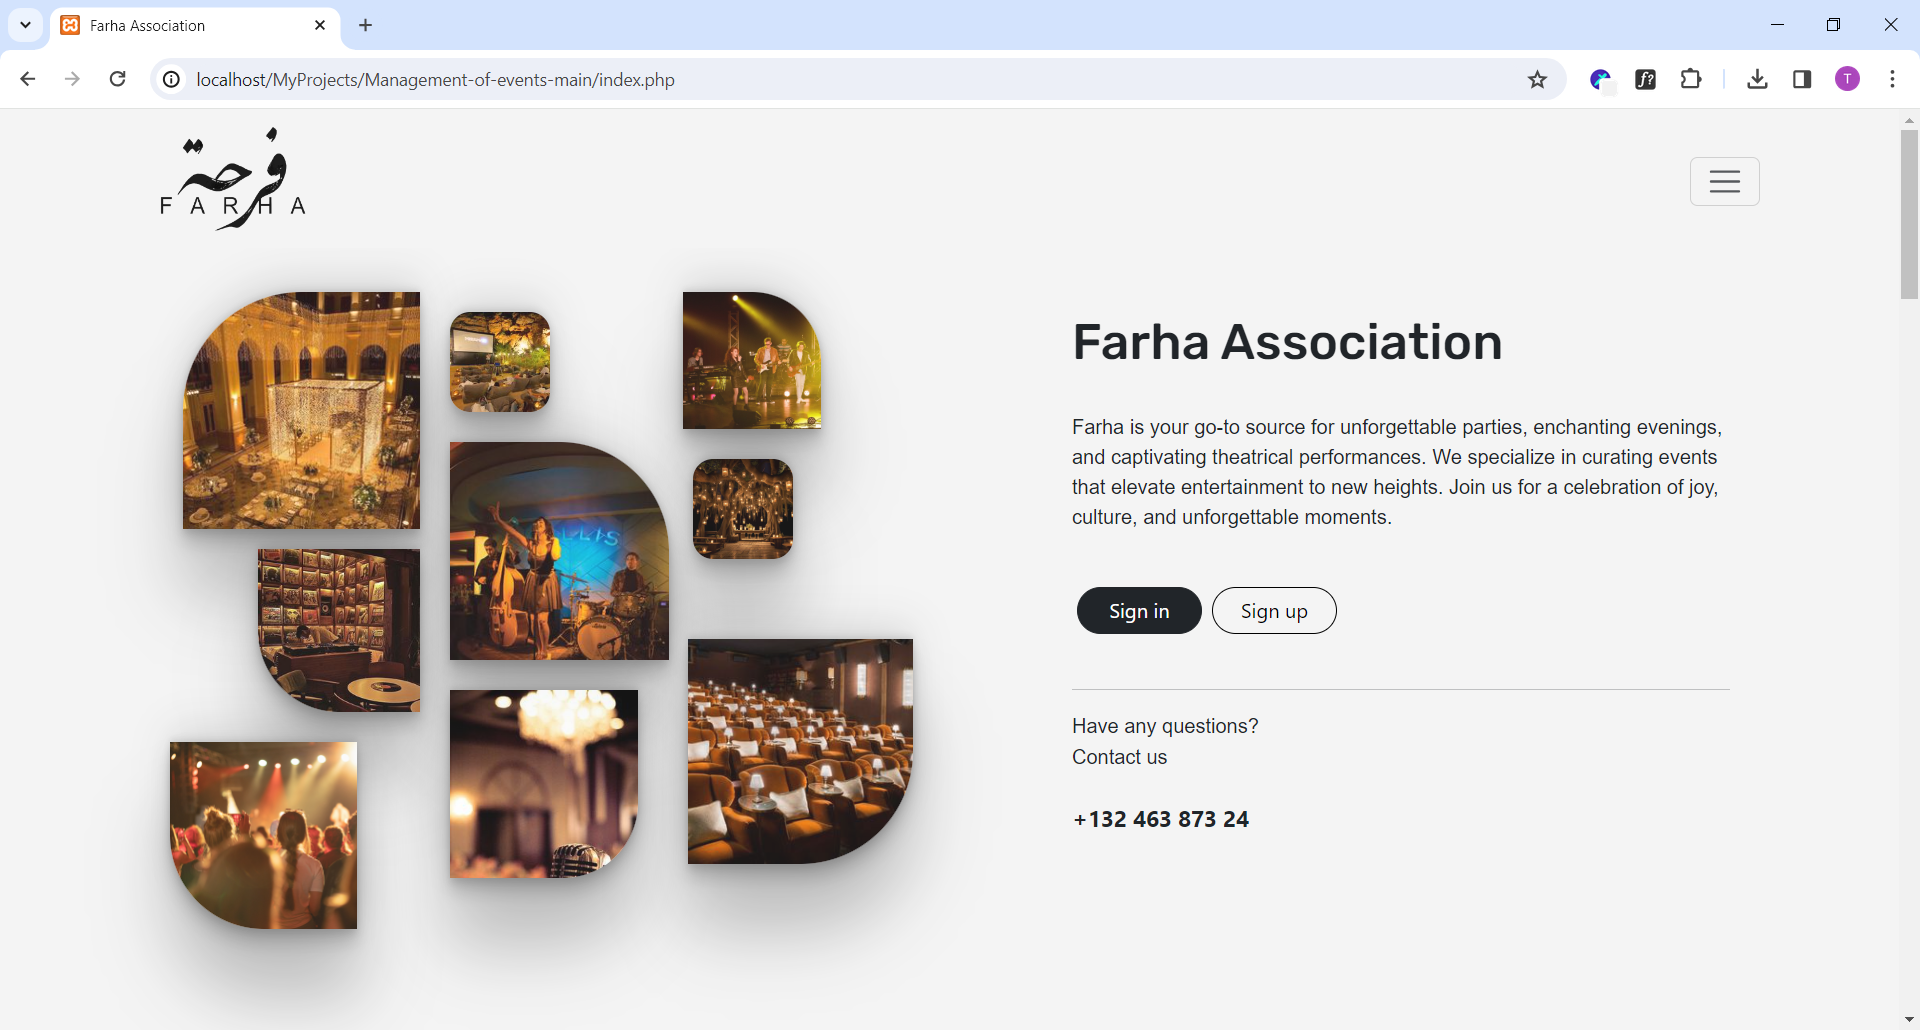 Farha Association
localhost/MyProjects/Management-of-events-main/index.php
T
فرحة
FARHA
Farha Association
Farha is your go-to source for unforgettable parties, enchanting evenings,
and captivating theatrical performances. We specialize in curating events
that elevate entertainment to new heights. Join us for a celebration of joy,
culture, and unforgettable moments.
Sign in
Sign up
Have any questions?
Contact us
+132 463 873 24